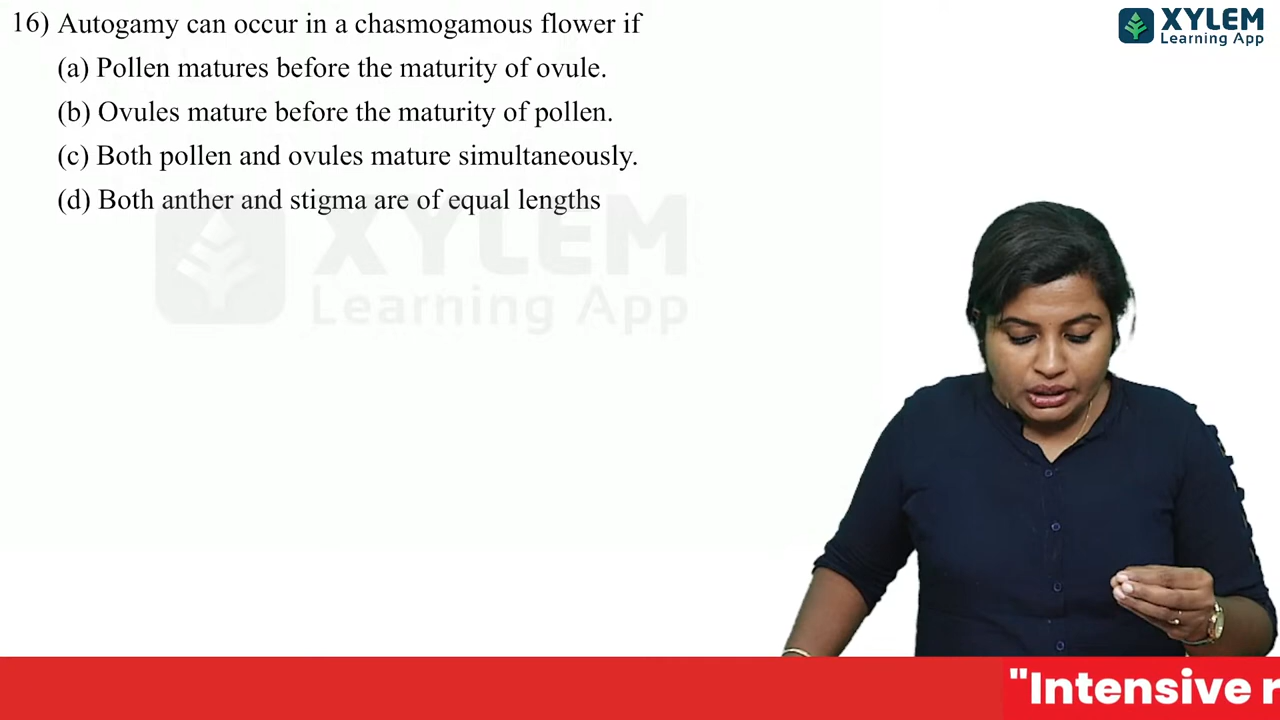 16) Autogamy can occur in a chasmogamous flower if
(a) Pollen matures before the maturity of ovule.
(b) Ovules mature before the maturity of pollen.
(c) Both pollen and ovules mature simultaneously.
(d) Both anther and stigma are of equal lengths
XYLEM
Learning App
XYLEM
Learning App
"Intensive r